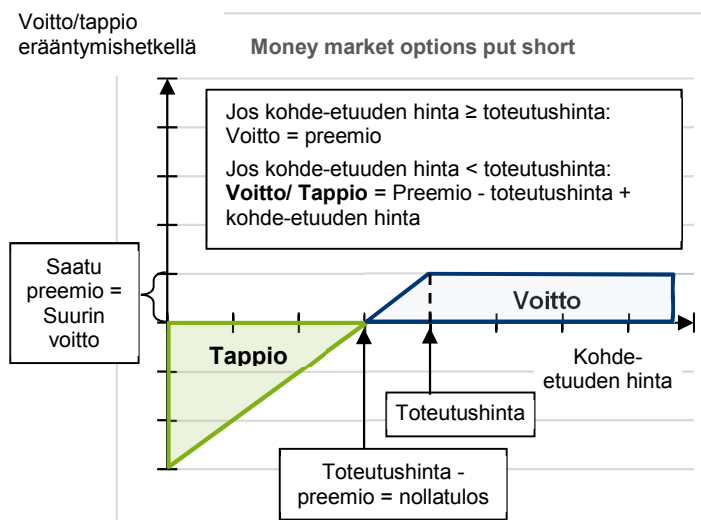 Voitto/tappio
erääntymishetkellä
Money market options put short
Jos kohde-etuuden hinta ≥ toteutushinta:
Voitto = preemio
Jos kohde-etuuden hinta < toteutushinta:
Voitto/ Tappio = Preemio - toteutushinta +
kohde-etuuden hinta
Saatu
preemio =
Suurin
voitto
Voitto
Tappio
Kohde-
etuuden hinta
Toteutushinta
Toteutushinta -
preemio = nollatulos